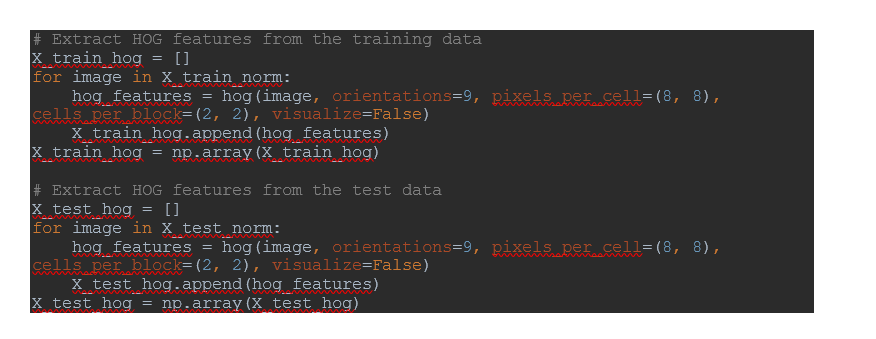 # Extract HOG features from the training data
X_train_hog = []
for image in X_train_norm:
    hog_features = hog(image, orientations=9, pixels_per_cell=(8, 8),
cells_per_block=(2, 2), visualize=False)
    X_train_hog.append(hog_features)
X_train_hog = np.array(X_train_hog)

# Extract HOG features from the test data
X_test_hog = []
for image in X_test_norm:
    hog_features = hog(image, orientations=9, pixels_per_cell=(8, 8),
cells_per_block=(2, 2), visualize=False)
    X_test_hog.append(hog_features)
X_test_hog = np.array(X_test_hog)